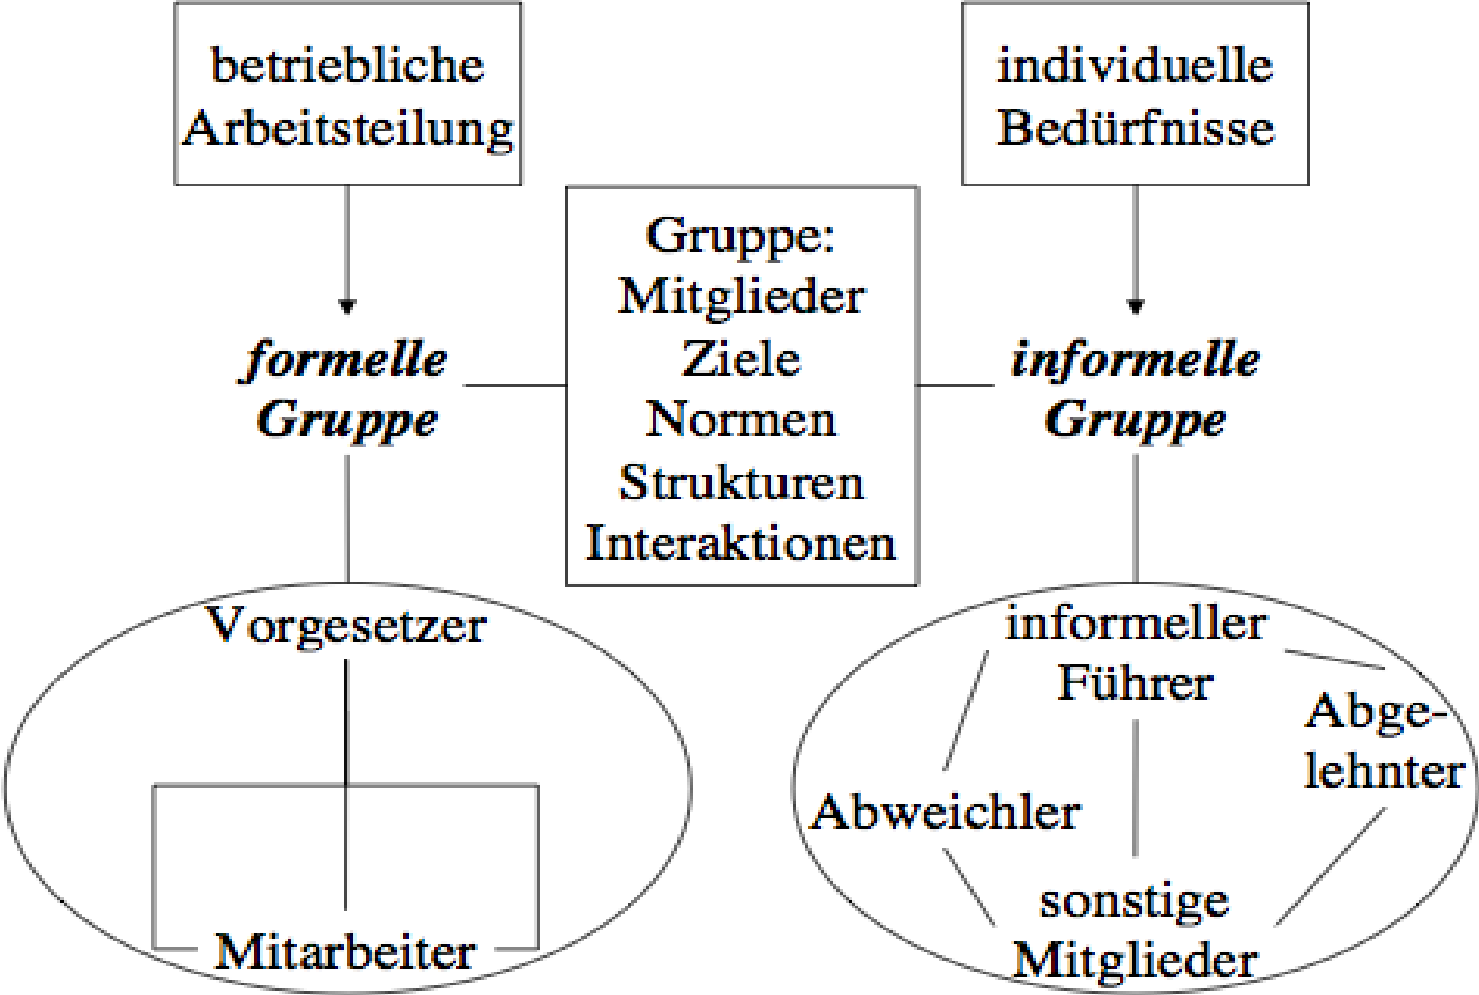 betriebliche
Arbeitsteilung
individuelle
Bedürfnisse
Gruppe:
Mitglieder
Ziele
Normen
Strukturen
Interaktionen
formelle
Gruppe
informelle
Gruppe
Vorgesetzer
Mitarbeiter
informeller
Führer
Abge-
lehnter
Abweichler
sonstige
Mitglieder